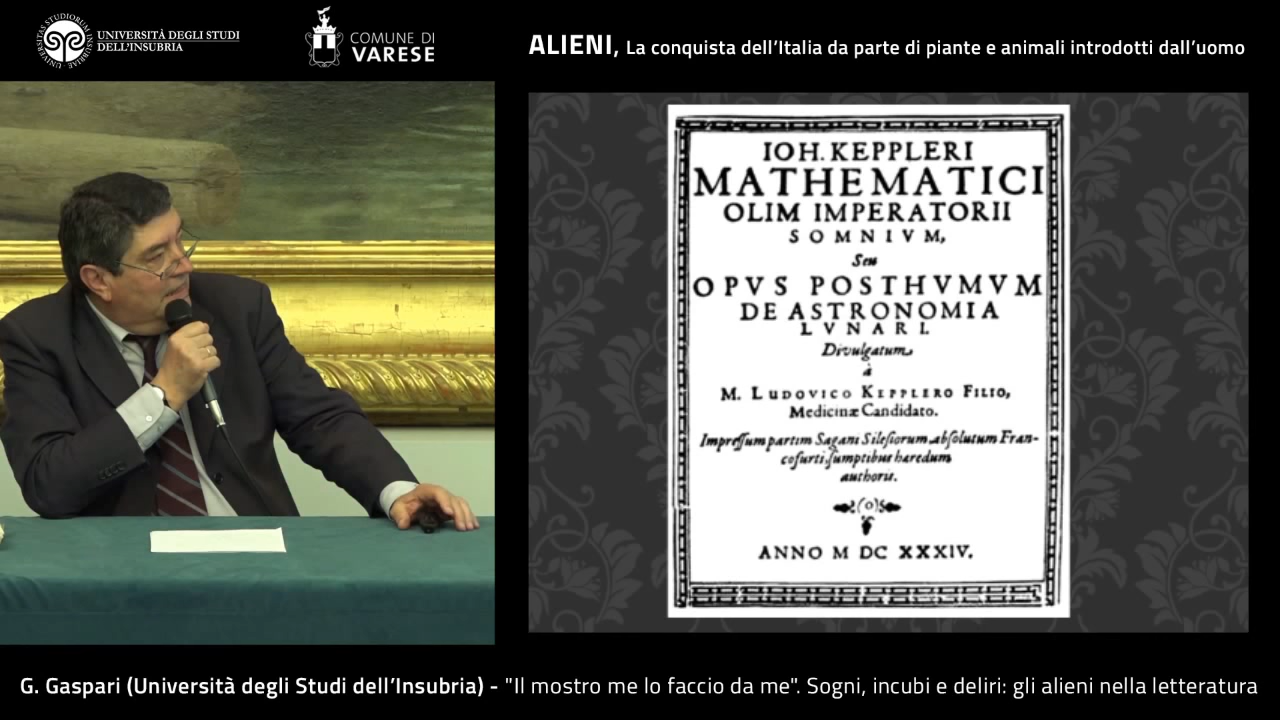 UNIVERSITÀ DEGLI STUDI
DELL'INSUBRIA
COMUNE DI
VARESE
ALIENI, La conquista dell'Italia da parte di piante e animali introdotti dall'uomo
IOH. KEPPLERI
MATHEMATICI
OLIM IMPERATORII
SOMNIVM,
Seu
OPVS POSTHVMVM
DE ASTRONOMIA
LVNARI.
Divulgatum
à
M. LUDOVICO KEPPLERO FILIO,
Medicinæ Candidato.
Impressum partim Sagani Silesiorum, absolutum Fran-
cofurti, sumptibus hæredum
authoris.
ANNO M DC XXXIV.
G. Gaspari (Università degli Studi dell'Insubria) - "Il mostro me lo faccio da me". Sogni, incubi e deliri: gli alieni nella letteratura